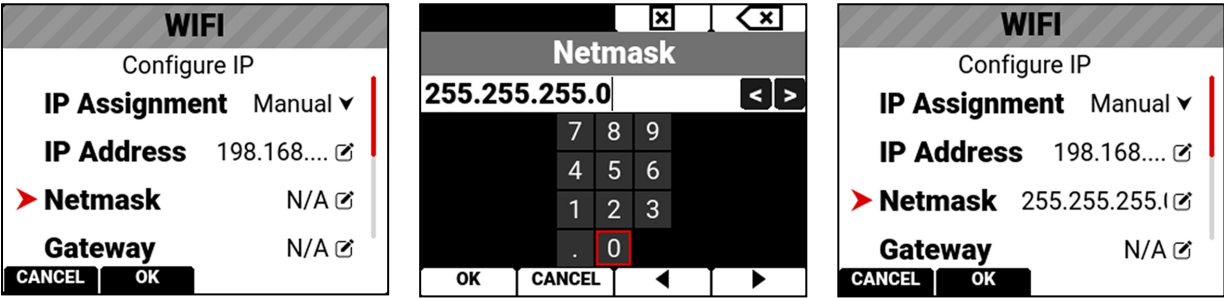 WIFI
Configure IP
IP Assignment Manual
IP Address 198.168....
Netmask N/A
Gateway N/A
CANCEL OK
Netmask
255.255.255.0
< >
7 8 9
4 5 6
1 2 3
. 0
OK CANCEL
WIFI
Configure IP
IP Assignment Manual
IP Address 198.168....
Netmask 255.255.255.
Gateway N/A
CANCEL OK